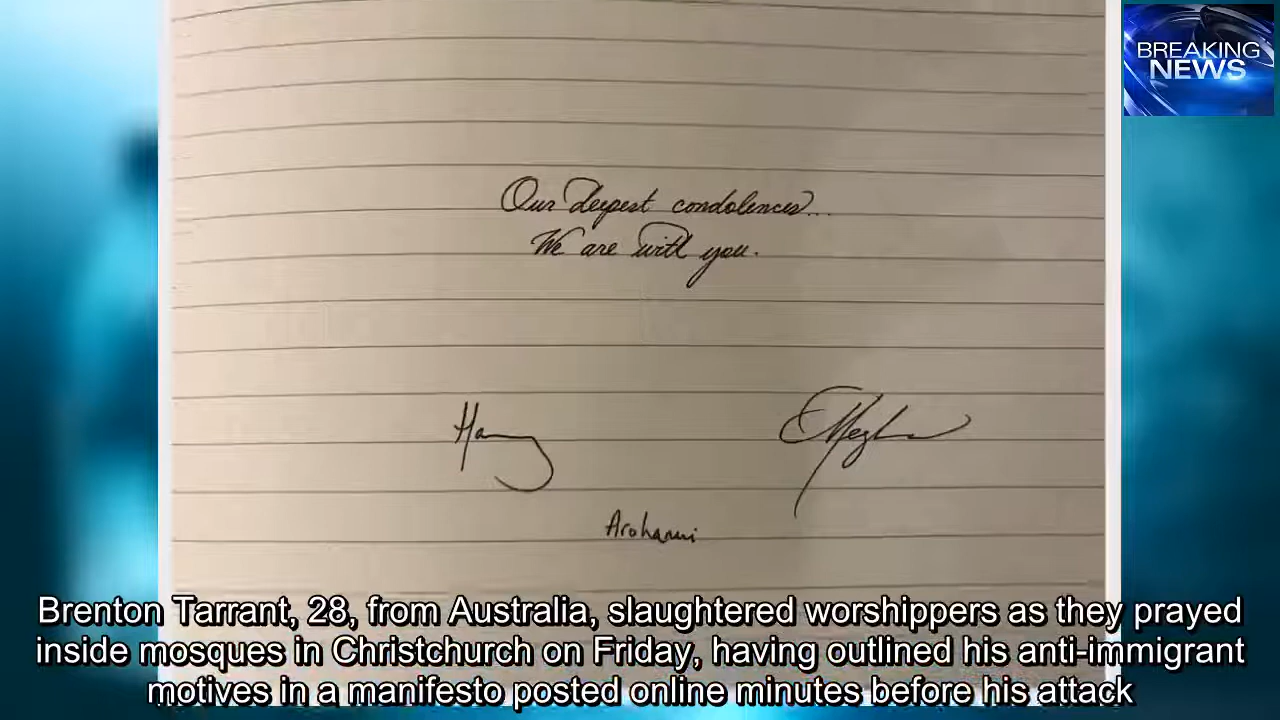 BREAKING
NEWS
Our deepest condolences...
We are with you.
Harry
Meghan
Arohanui
Brenton Tarrant, 28, from Australia, slaughtered worshippers as they prayed
inside mosques in Christchurch on Friday, having outlined his anti-immigrant
motives in a manifesto posted online minutes before his attack